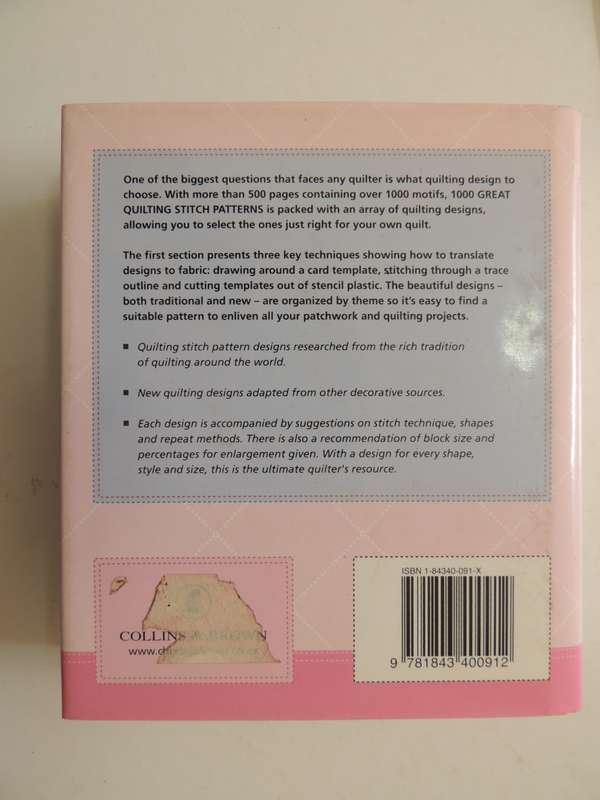 One of the biggest questions that faces any quilter is what quilting design to
choose. With more than 500 pages containing over 1000 motifs, 1000 GREAT
QUILTING STITCH PATTERNS is packed with an array of quilting designs,
allowing you to select the ones just right for your own quilt.
The first section presents three key techniques showing how to translate
designs to fabric: drawing around a card template, stitching through a trace
outline and cutting templates out of stencil plastic. The beautiful designs –
both traditional and new – are organized by theme so it's easy to find a
suitable pattern to enliven all your patchwork and quilting projects.
■ Quilting stitch pattern designs researched from the rich tradition
of quilting around the world.
■ New quilting designs adapted from other decorative sources.
■ Each design is accompanied by suggestions on stitch technique, shapes
and repeat methods. There is also a recommendation of block size and
percentages for enlargement given. With a design for every shape,
style and size, this is the ultimate quilter's resource.
COLLINS & BROWN
ISBN 1-84340-091-X
9 781843 400912